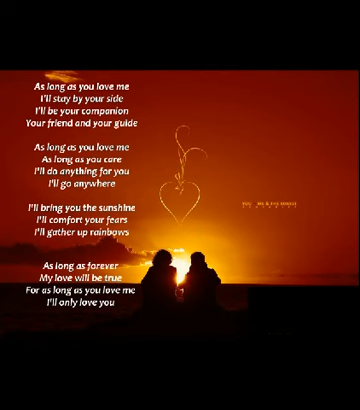 As long as you love me
I'll stay by your side
I'll be your companion
Your friend and your guide
As long as you love me
As long as you care
I'll do anything for you
I'll go anywhere
I'll bring you the sunshine
I'll comfort your fears
I'll gather up rainbows
As long as forever
My love will be true
For as long as you love me
I'll only love you